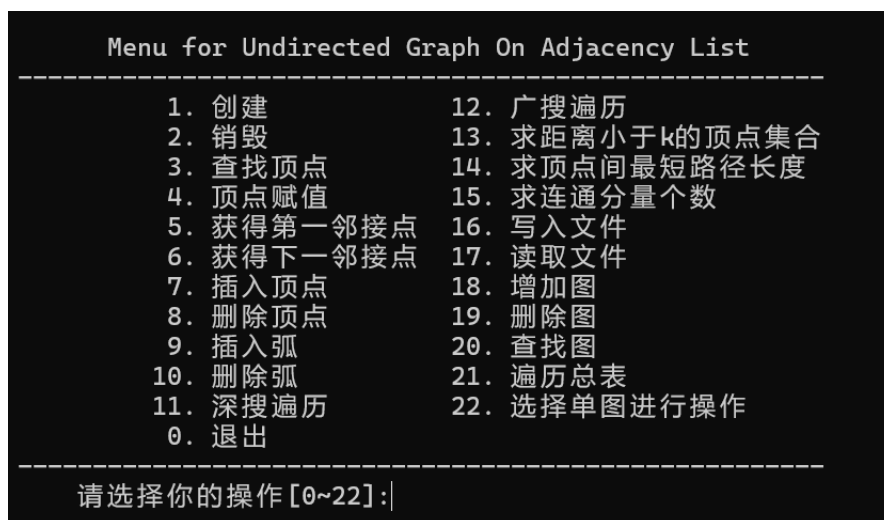 Menu for Undirected Graph On Adjacency List
-------------------------------------------------------
1. 创建 12. 广搜遍历
2. 销毁 13. 求距离小于k的顶点集合
3. 查找顶点 14. 求顶点间最短路径长度
4. 顶点赋值 15. 求连通分量个数
5. 获得第一邻接点 16. 写入文件
6. 获得下一邻接点 17. 读取文件
7. 插入顶点 18. 增加图
8. 删除顶点 19. 删除图
9. 插入弧 20. 查找图
10. 删除弧 21. 遍历总表
11. 深搜遍历 22. 选择单图进行操作
0. 退出
-------------------------------------------------------
请选择你的操作[0~22]: